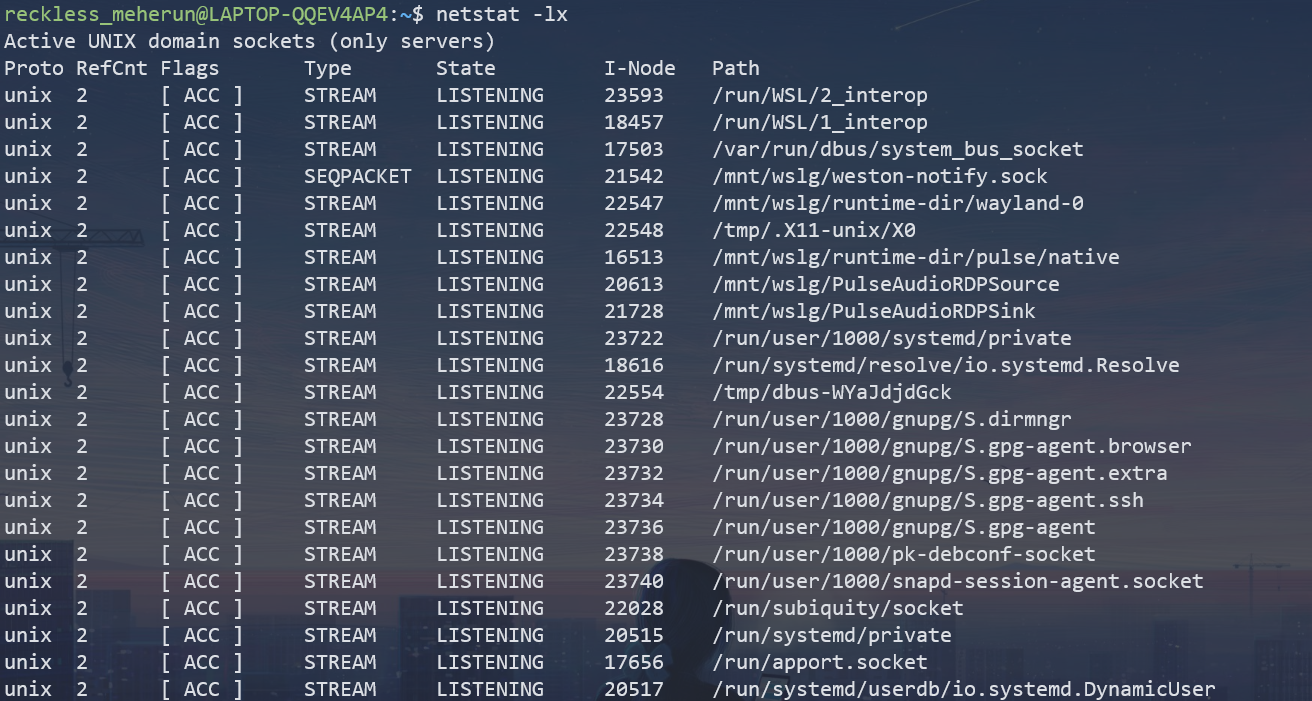 reckless_meherun@LAPTOP-QQEV4AP4:~$ netstat -lx
Active UNIX domain sockets (only servers)
Proto RefCnt Flags       Type       State         I-Node   Path
unix  2      [ ACC ]     STREAM     LISTENING     23593    /run/WSL/2_interop
unix  2      [ ACC ]     STREAM     LISTENING     18457    /run/WSL/1_interop
unix  2      [ ACC ]     STREAM     LISTENING     17503    /var/run/dbus/system_bus_socket
unix  2      [ ACC ]     SEQPACKET  LISTENING     21542    /mnt/wslg/weston-notify.sock
unix  2      [ ACC ]     STREAM     LISTENING     22547    /mnt/wslg/runtime-dir/wayland-0
unix  2      [ ACC ]     STREAM     LISTENING     22548    /tmp/.X11-unix/X0
unix  2      [ ACC ]     STREAM     LISTENING     16513    /mnt/wslg/runtime-dir/pulse/native
unix  2      [ ACC ]     STREAM     LISTENING     20613    /mnt/wslg/PulseAudioRDPSource
unix  2      [ ACC ]     STREAM     LISTENING     21728    /mnt/wslg/PulseAudioRDPSink
unix  2      [ ACC ]     STREAM     LISTENING     23722    /run/user/1000/systemd/private
unix  2      [ ACC ]     STREAM     LISTENING     18616    /run/systemd/resolve/io.systemd.Resolve
unix  2      [ ACC ]     STREAM     LISTENING     22554    /tmp/dbus-WYaJdjdGck
unix  2      [ ACC ]     STREAM     LISTENING     23728    /run/user/1000/gnupg/S.dirmngr
unix  2      [ ACC ]     STREAM     LISTENING     23730    /run/user/1000/gnupg/S.gpg-agent.browser
unix  2      [ ACC ]     STREAM     LISTENING     23732    /run/user/1000/gnupg/S.gpg-agent.extra
unix  2      [ ACC ]     STREAM     LISTENING     23734    /run/user/1000/gnupg/S.gpg-agent.ssh
unix  2      [ ACC ]     STREAM     LISTENING     23736    /run/user/1000/gnupg/S.gpg-agent
unix  2      [ ACC ]     STREAM     LISTENING     23738    /run/user/1000/pk-debconf-socket
unix  2      [ ACC ]     STREAM     LISTENING     23740    /run/user/1000/snapd-session-agent.socket
unix  2      [ ACC ]     STREAM     LISTENING     22028    /run/subiquity/socket
unix  2      [ ACC ]     STREAM     LISTENING     20515    /run/systemd/private
unix  2      [ ACC ]     STREAM     LISTENING     17656    /run/apport.socket
unix  2      [ ACC ]     STREAM     LISTENING     20517    /run/systemd/userdb/io.systemd.DynamicUser